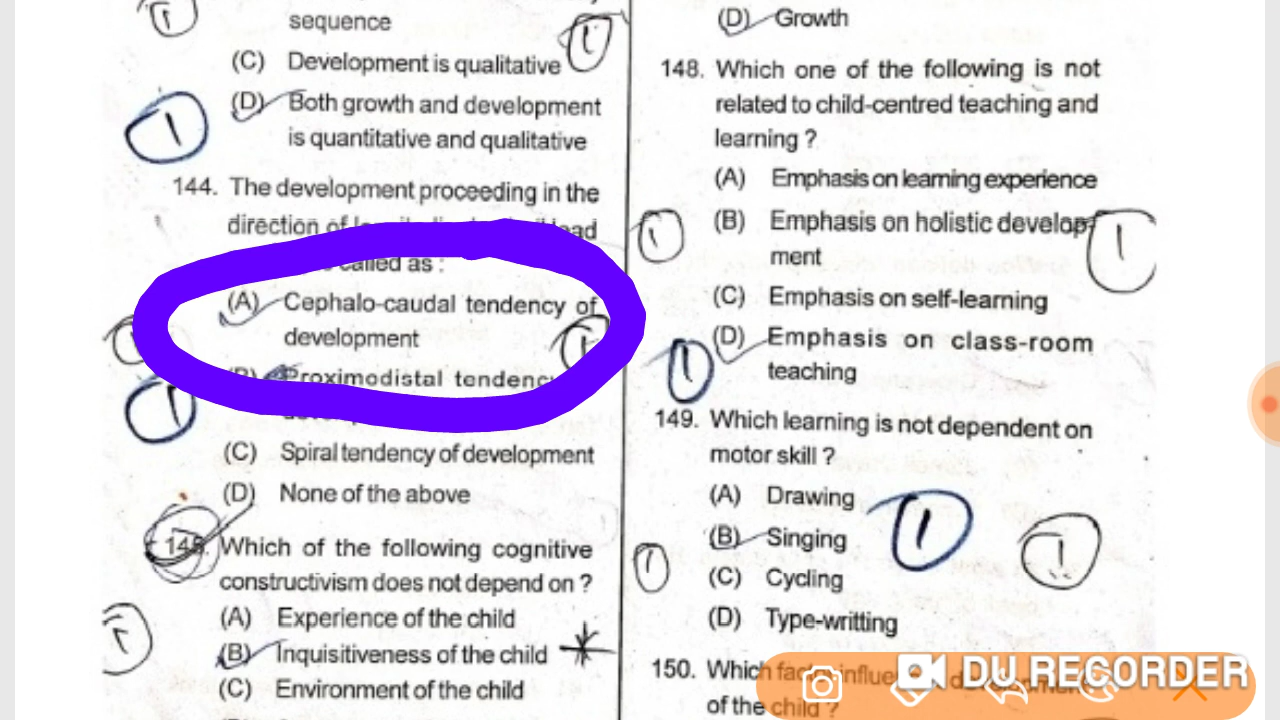 sequence
(C) Development is qualitative
(D) Both growth and development
is quantitative and qualitative
144. The development proceeding in the
direction of
called as :
(A) Cephalo-caudal tendency of
development
(B) Proximodistal tendency
(C) Spiral tendency of development
(D) None of the above
145. Which of the following cognitive
constructivism does not depend on ?
(A) Experience of the child
(B) Inquisitiveness of the child
(C) Environment of the child
(D) Growth
148. Which one of the following is not
related to child-centred teaching and
learning ?
(A) Emphasis on learning experience
(B) Emphasis on holistic develop-
ment
(C) Emphasis on self-learning
(D) Emphasis on class-room
teaching
149. Which learning is not dependent on
motor skill ?
(A) Drawing
(B) Singing
(C) Cycling
(D) Type-writting
150. Which
of the child ?
DU RECORDER